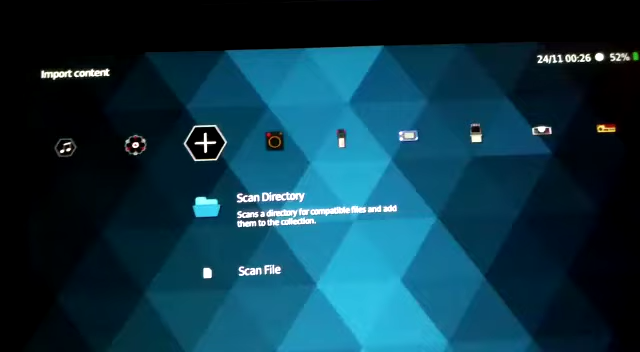 Import content
24/11 00:26 52%
Scan Directory
Scans a directory for compatible files and add
them to the collection.
Scan File